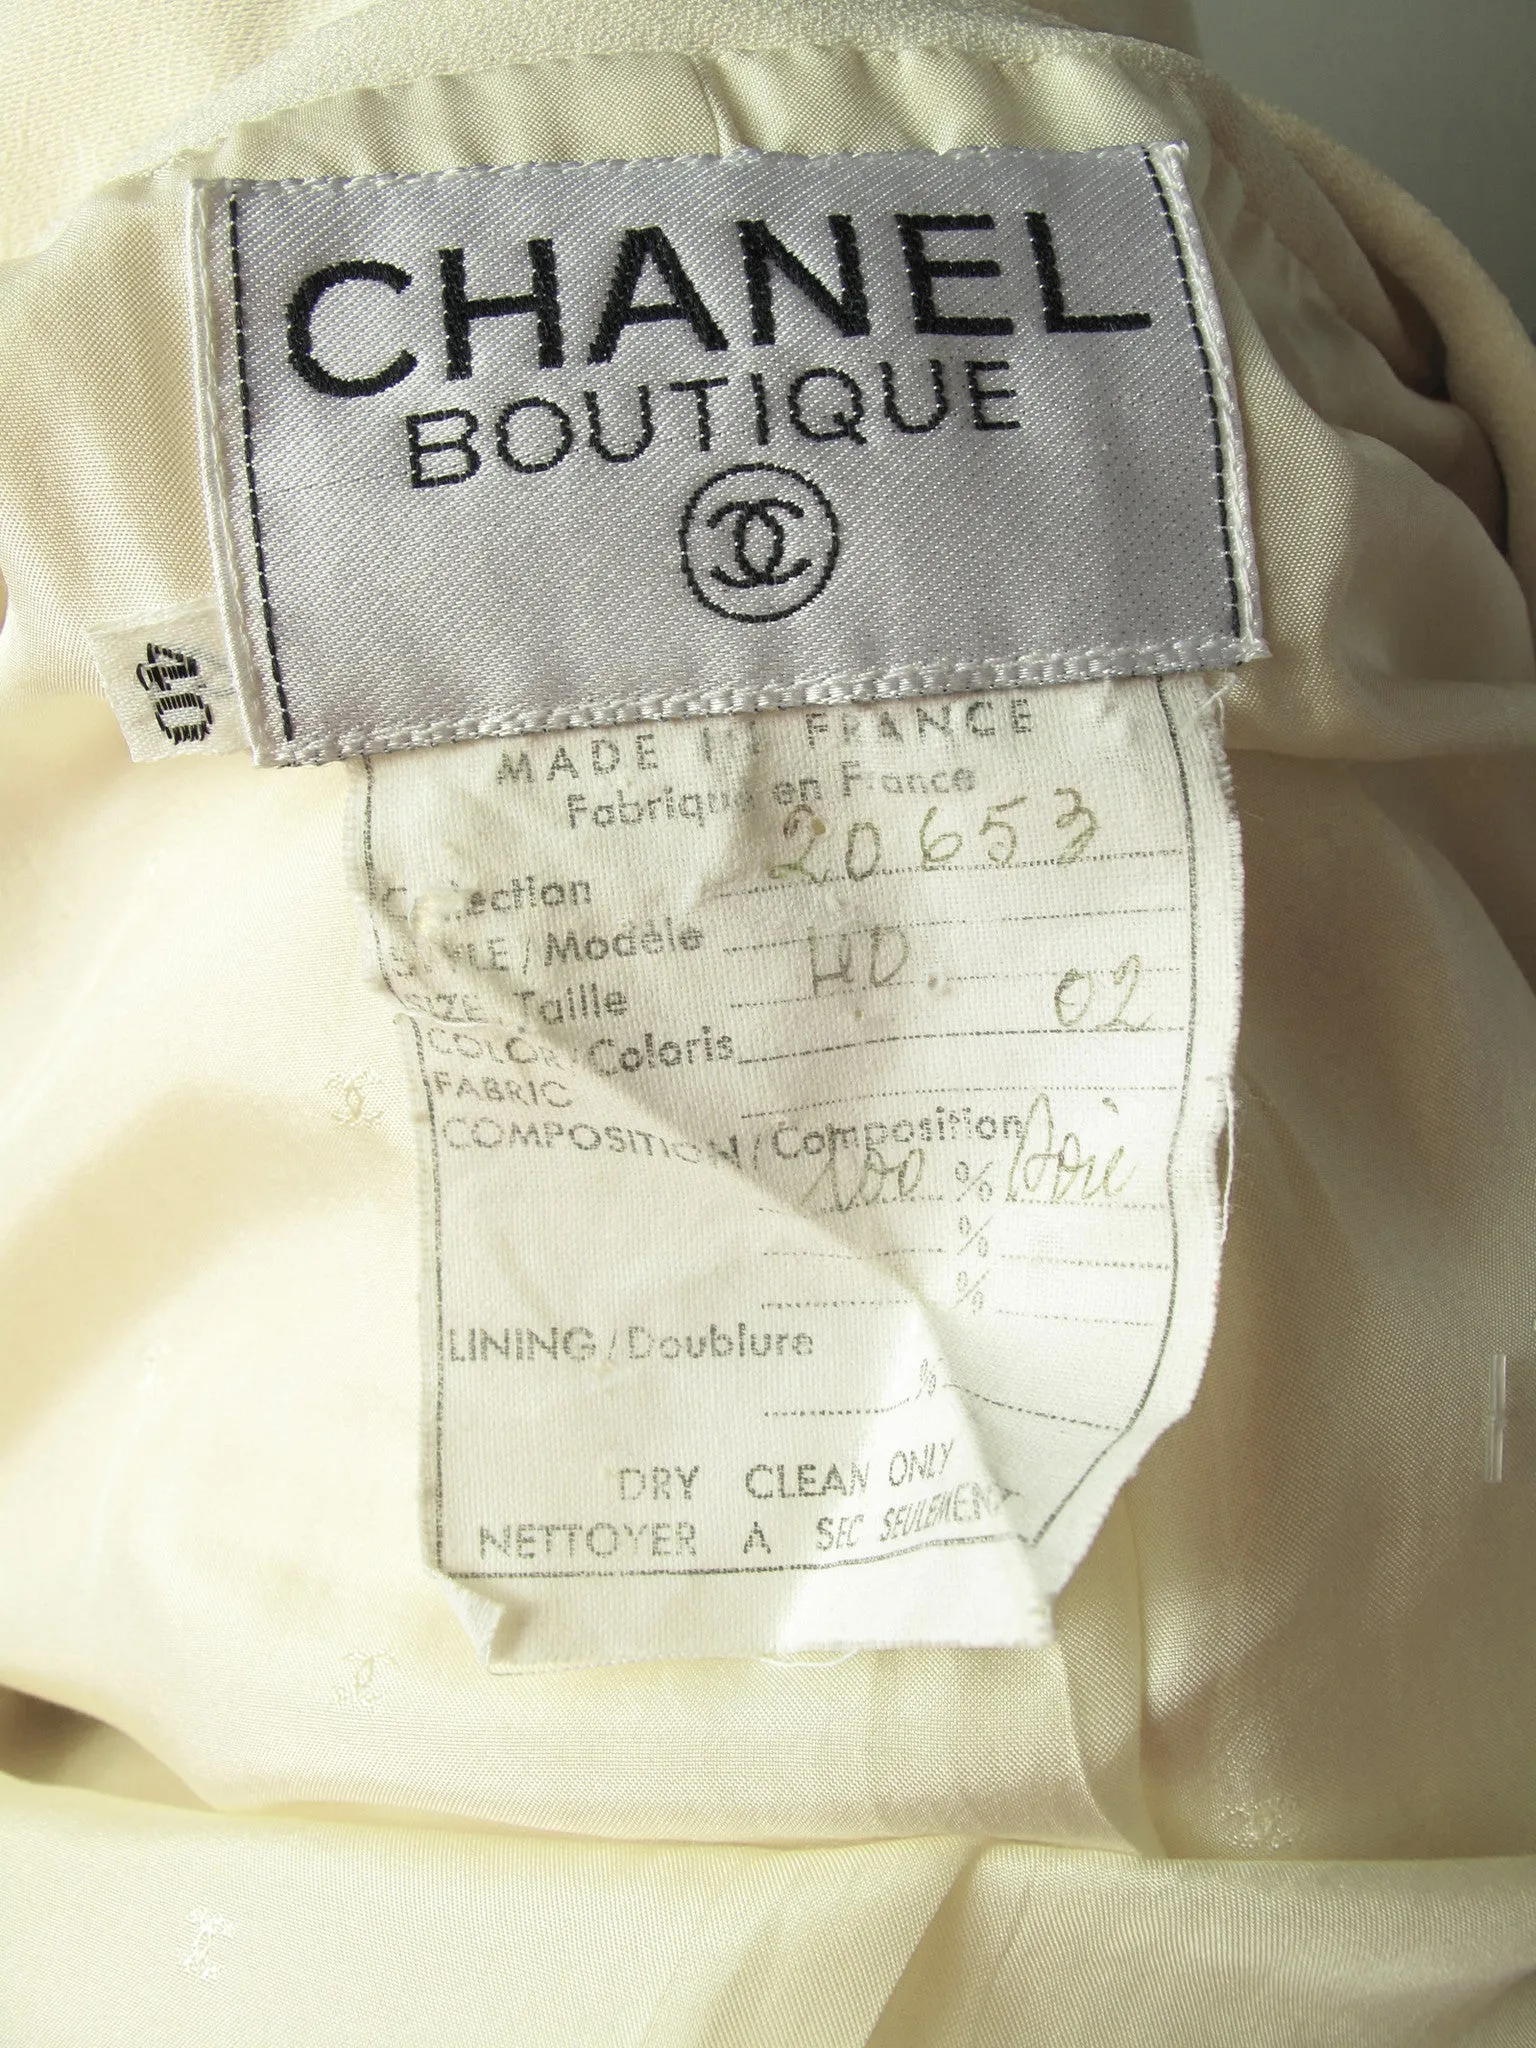 CHANEL
BOUTIQUE
40
MADE IN FRANCE
Fabriqué en France
20653
Collection
STYLE / Modèle
SIZE / Taille 40.
COLOR / Coloris 02
FABRIC
COMPOSITION / Composition
100 % Soie
%
%
LINING / Doublure
%
DRY CLEAN ONLY
NETTOYER A SEC SEULEMENT